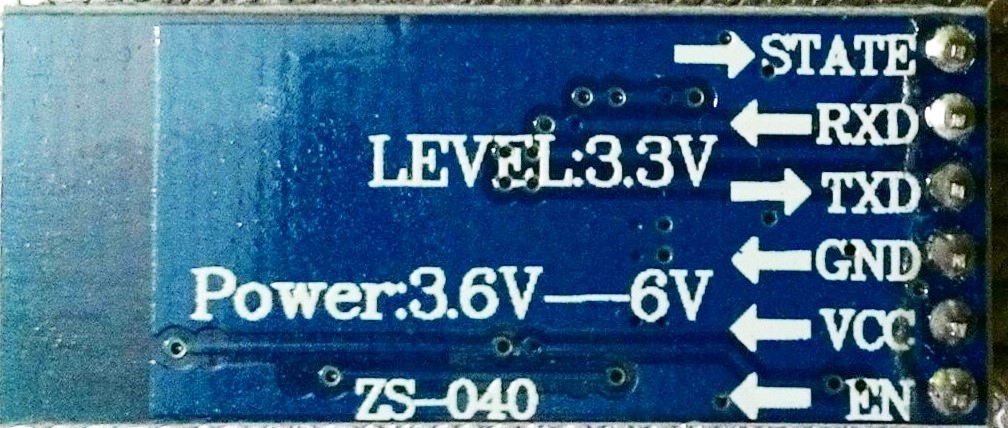 STATE
RXD
LEVEL:3.3V
TXD
GND
Power:3.6V—6V
VCC
EN
ZS-040